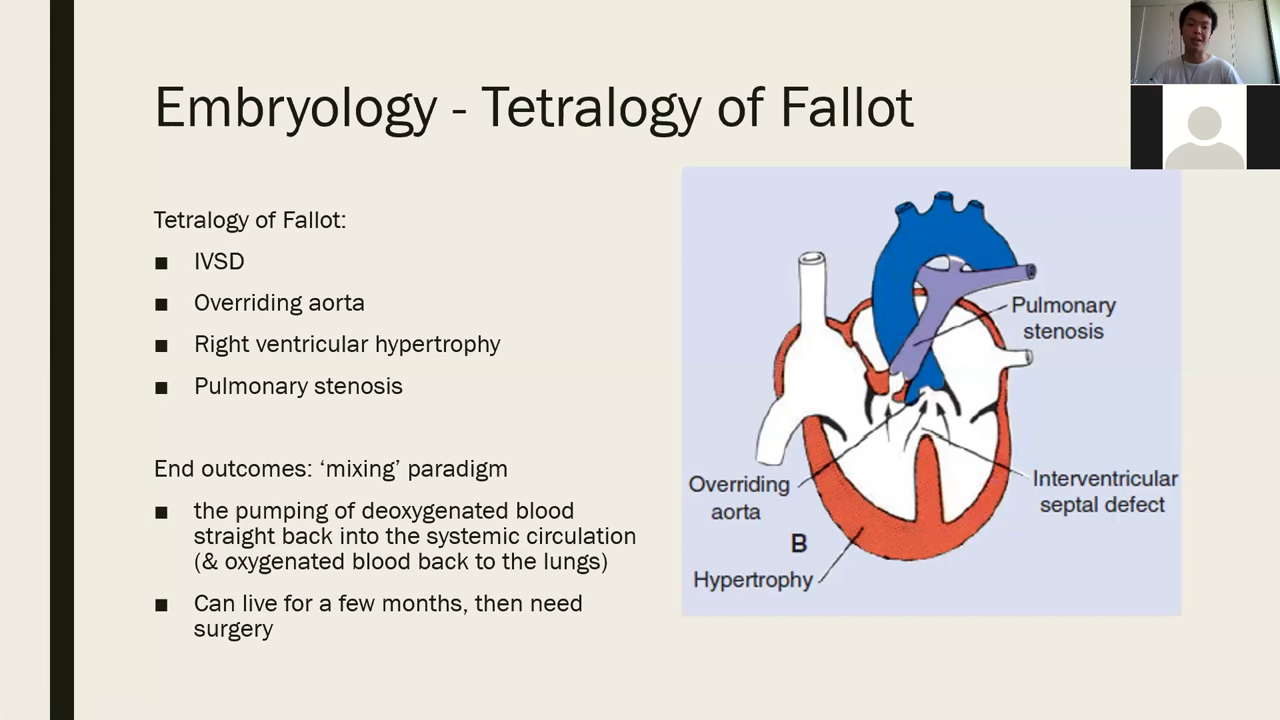 Embryology - Tetralogy of Fallot
Tetralogy of Fallot:
■ IVSD
■ Overriding aorta
■ Right ventricular hypertrophy
■ Pulmonary stenosis
End outcomes: ‘mixing’ paradigm
■ the pumping of deoxygenated blood
straight back into the systemic circulation
(& oxygenated blood back to the lungs)
■ Can live for a few months, then need
surgery
Pulmonary
stenosis
Overriding
aorta
Interventricular
septal defect
B
Hypertrophy